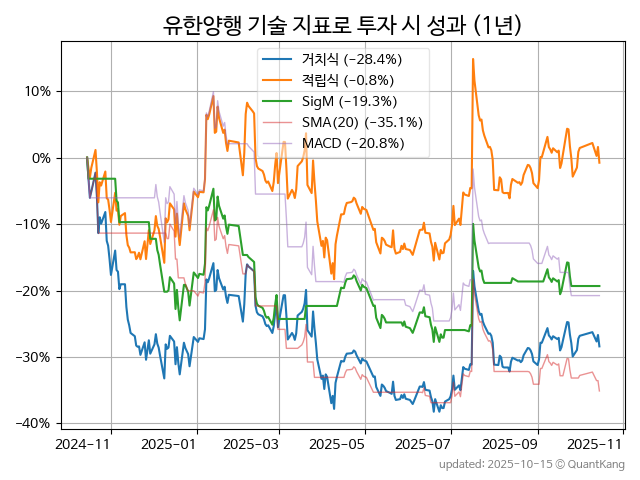 유한양행 기술 지표로 투자 시 성과 (1년)
거치식 (−28.4%)
적립식 (−0.8%)
SigM (−19.3%)
SMA(20) (−35.1%)
MACD (−20.8%)
10%
0%
−10%
−20%
−30%
−40%
2024-11 2025-01 2025-03 2025-05 2025-07 2025-09 2025-11
updated: 2025-10-15 © QuantKang